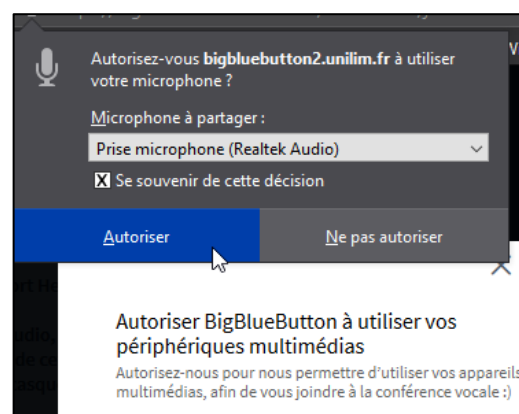 Autorisez-vous bigbluebutton2.unilim.fr à utiliser
votre microphone ?
Microphone à partager :
Prise microphone (Realtek Audio)
X Se souvenir de cette décision
Autoriser
Ne pas autoriser
Autoriser BigBlueButton à utiliser vos
périphériques multimédias
Autorisez-nous pour nous permettre d'utiliser vos appareils
multimédias, afin de vous joindre à la conférence vocale :)